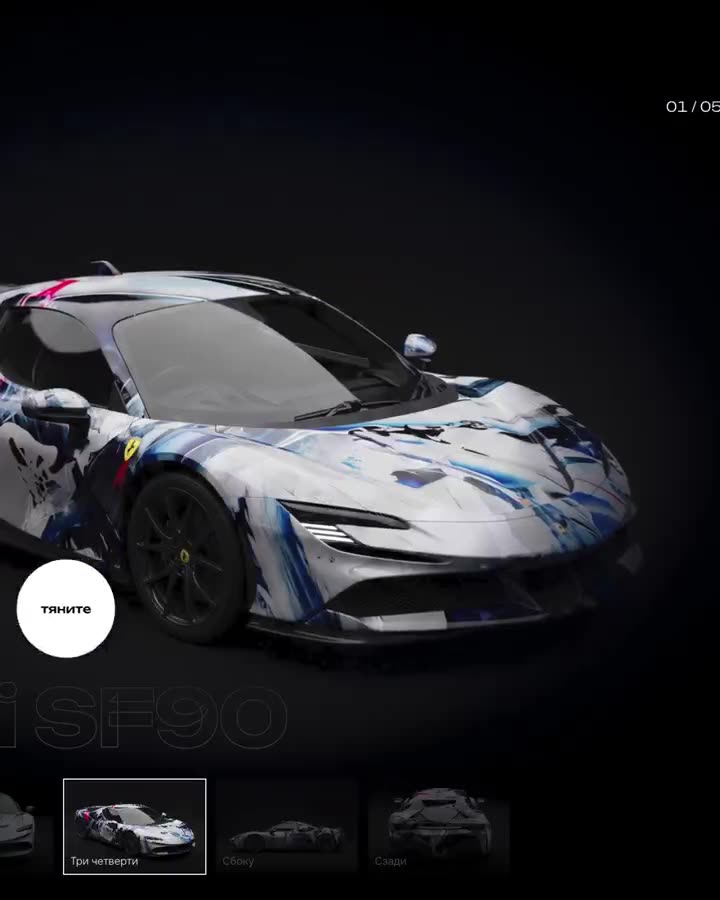 01 / 05
тяните
i SF90
Три четверти
Сбоку
Сзади